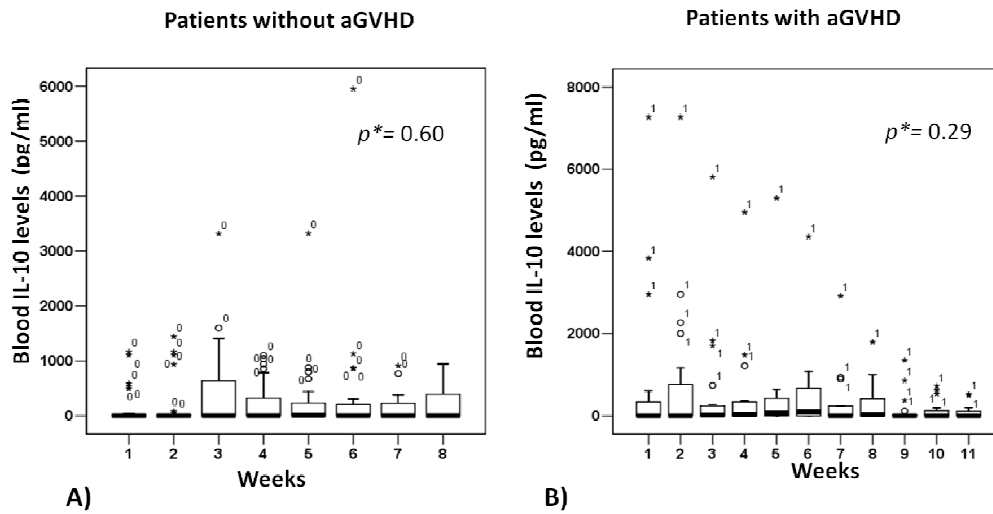 Patients without aGVHD
Patients with aGVHD
Blood IL-10 levels (pg/ml)
6000
5000
4000
3000
2000
1000
0
p*= 0.60
1 2 3 4 5 6 7 8
Weeks
A)
Blood IL-10 levels (pg/ml)
8000
6000
4000
2000
0
p*= 0.29
1 2 3 4 5 6 7 8 9 10 11
Weeks
B)